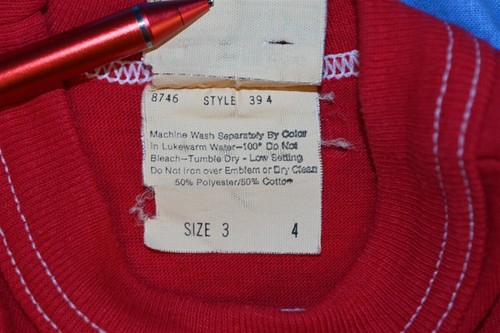 8746 STYLE 394
Machine Wash Separately By Color
In Lukewarm Water—100° Do Not
Bleach—Tumble Dry - Low Setting
Do Not Iron over Emblem or Dry Clean
50% Polyester/50% Cotton
SIZE 3 4